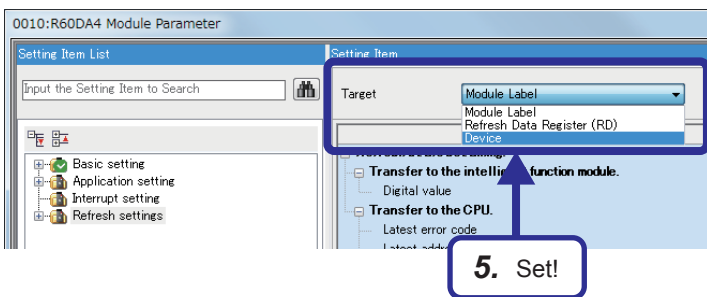 0010:R60DA4 Module Parameter
Setting Item List
Setting Item
Input the Setting Item to Search
Target
Module Label
Module Label
Refresh Data Register (RD)
Device
Basic setting
Application setting
Interrupt setting
Refresh settings
Transfer to the intelli function module.
Digital value
Transfer to the CPU.
Latest error code
Latest addre
5. Set!